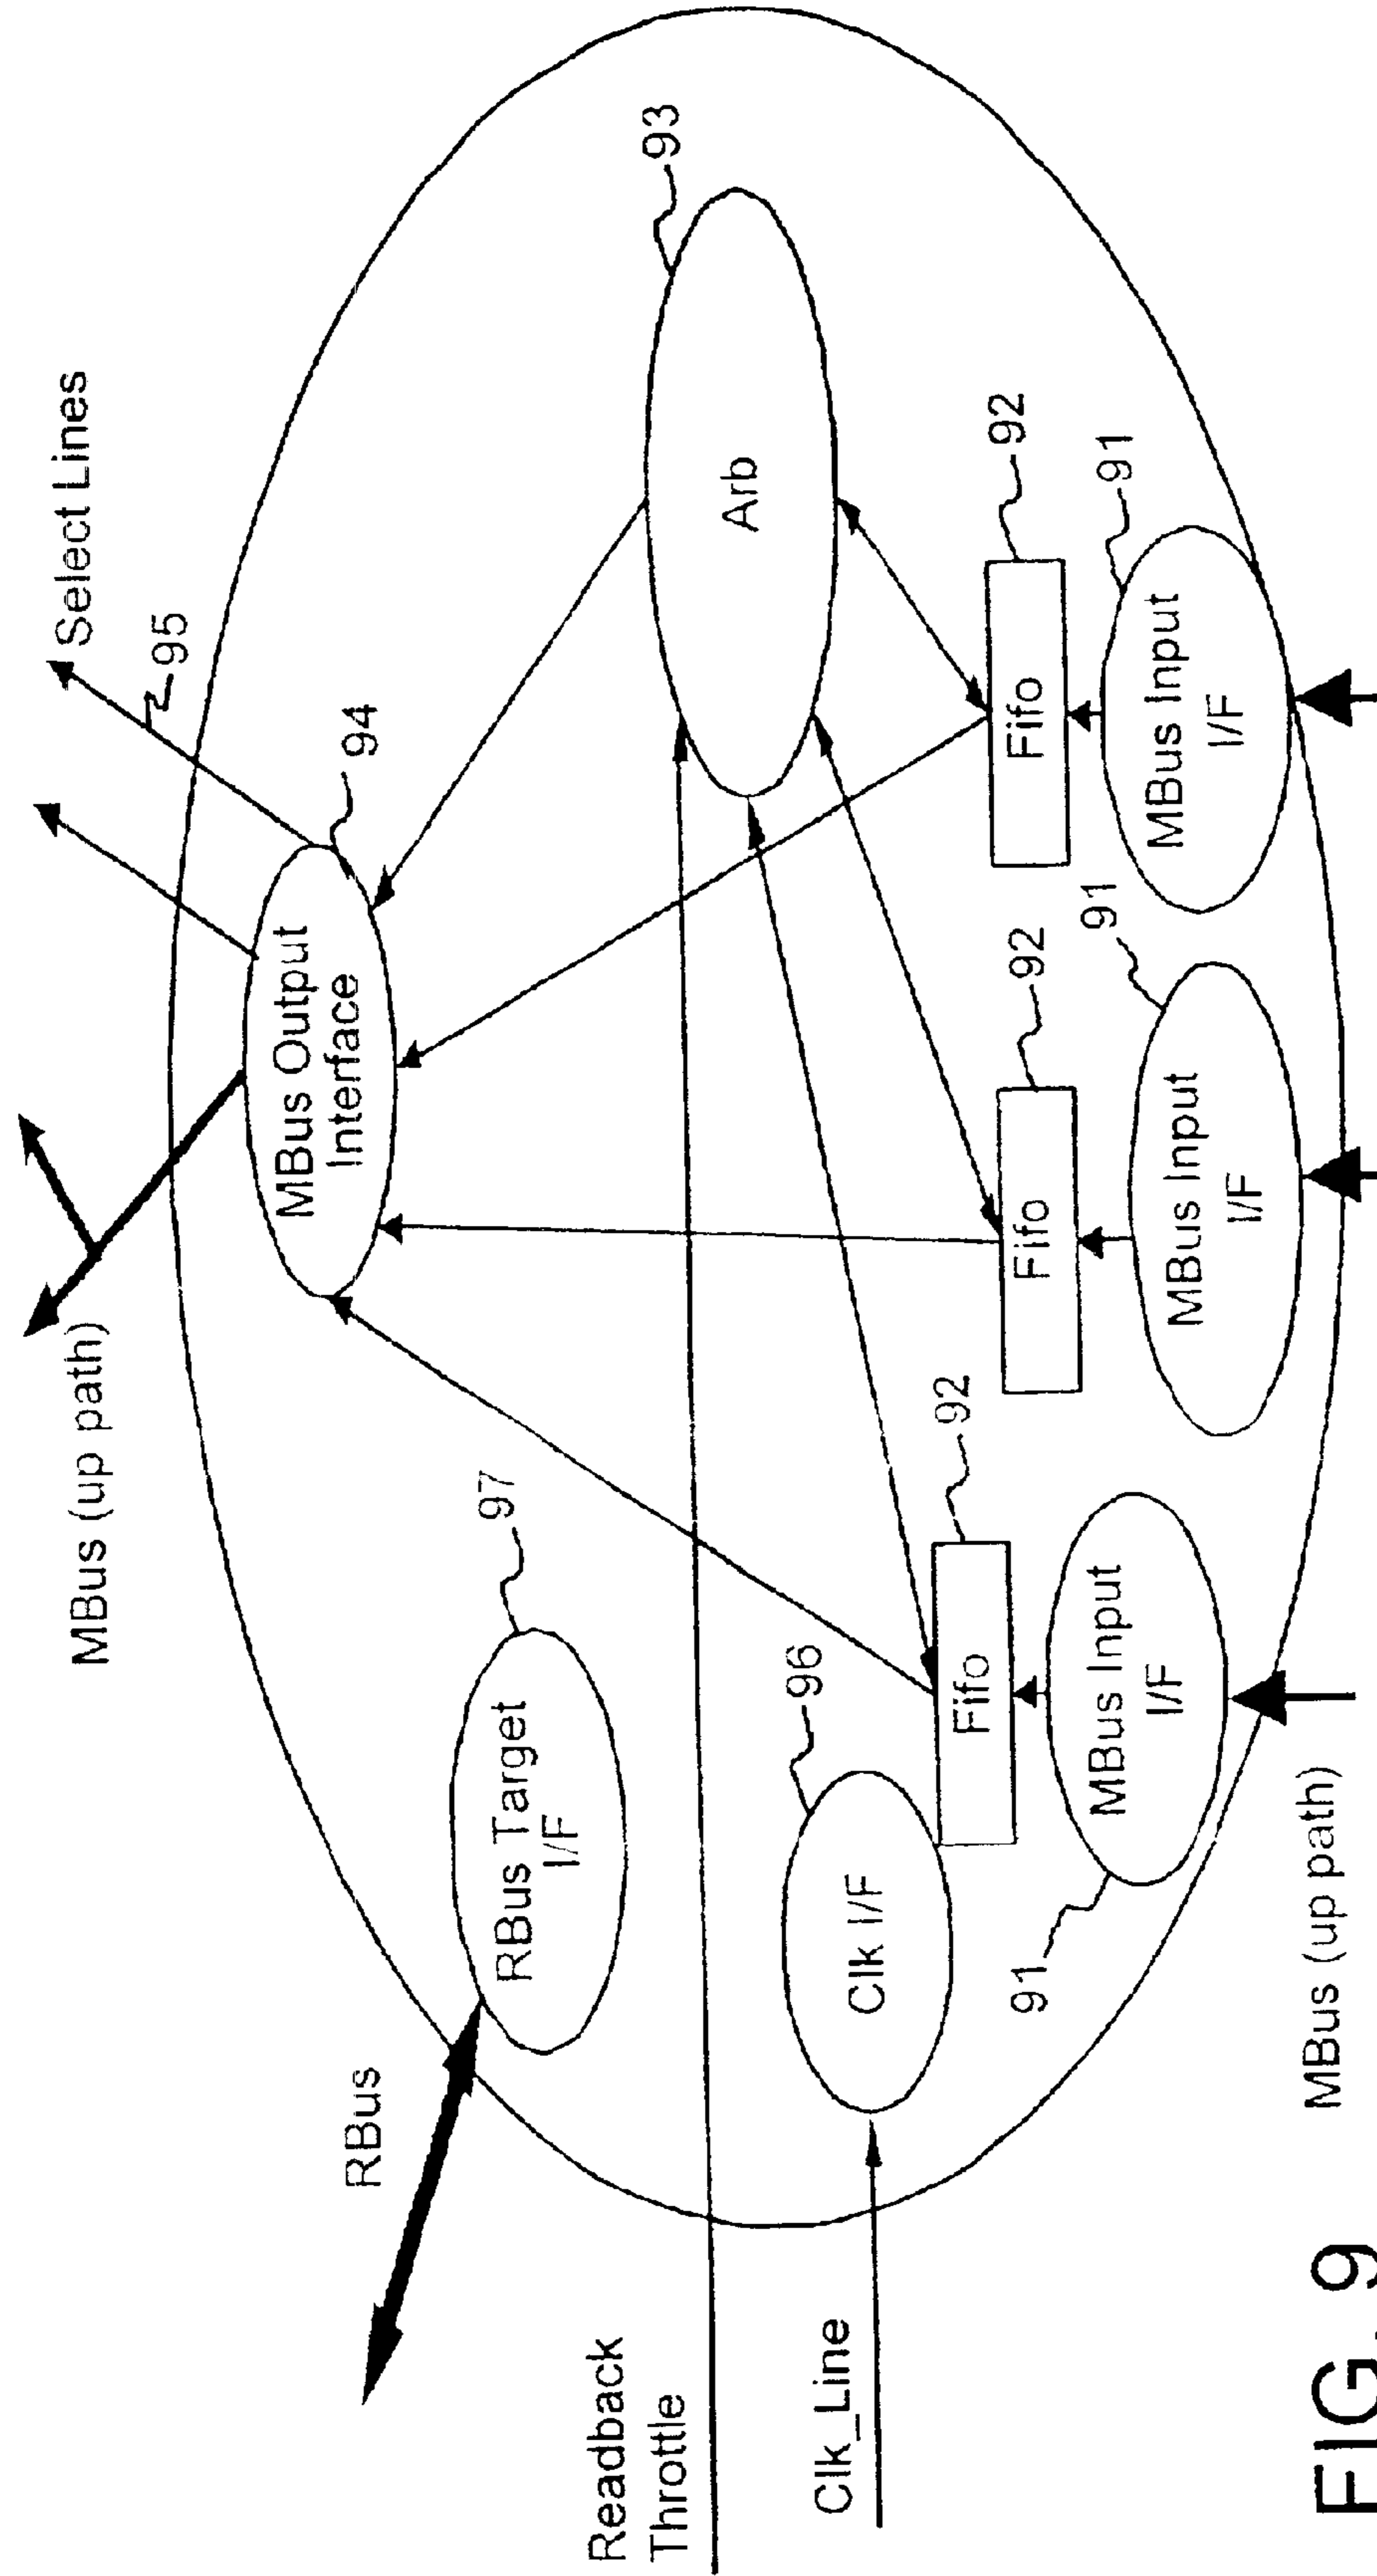 MBus (up path)
Select Lines
95
94
MBus Output
Interface
93
Arb
RBus
RBus Target
I/F
97
Readback
Throttle
Clk_Line
Clk I/F
96
Fifo
92
Fifo
92
Fifo
92
MBus Input
I/F
91
MBus Input
I/F
91
MBus Input
I/F
91
MBus (up path)
FIG. 9